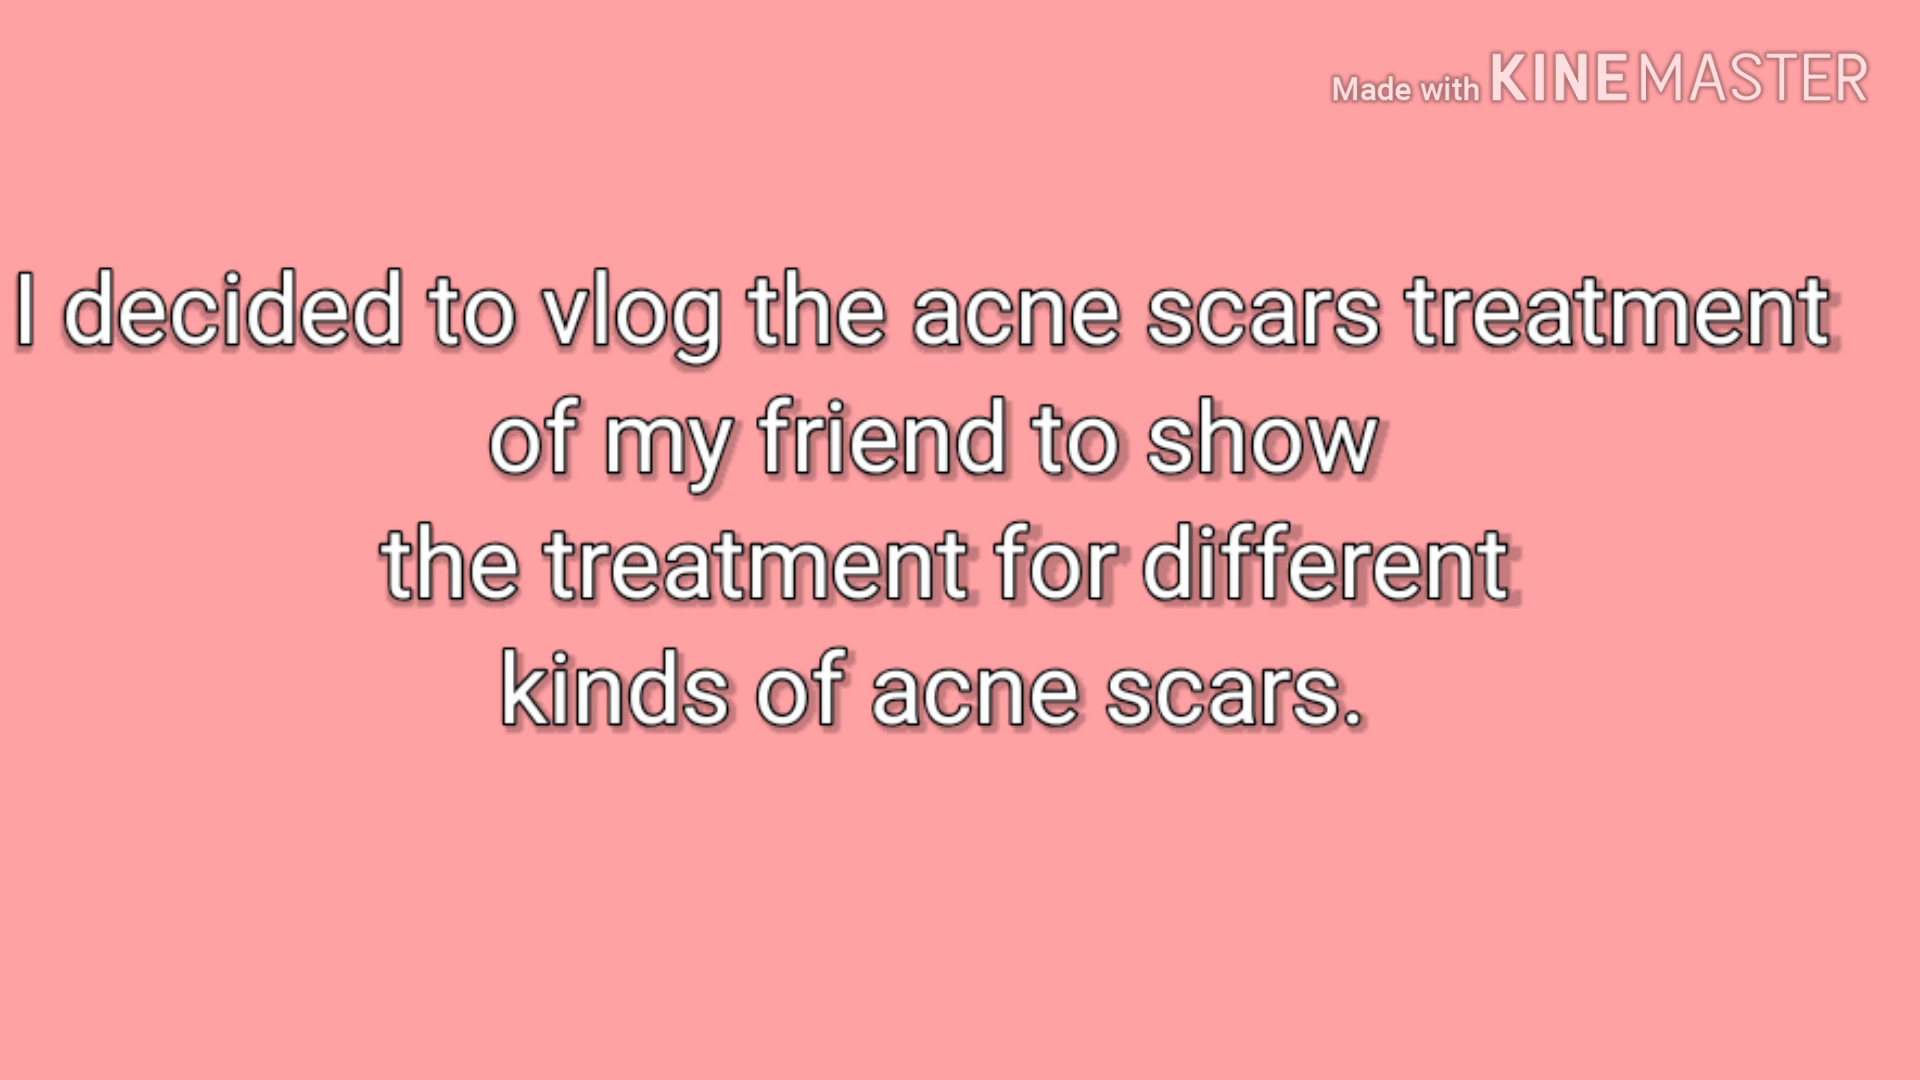 Made with KINEMASTER
I decided to vlog the acne scars treatment
of my friend to show
the treatment for different
kinds of acne scars.